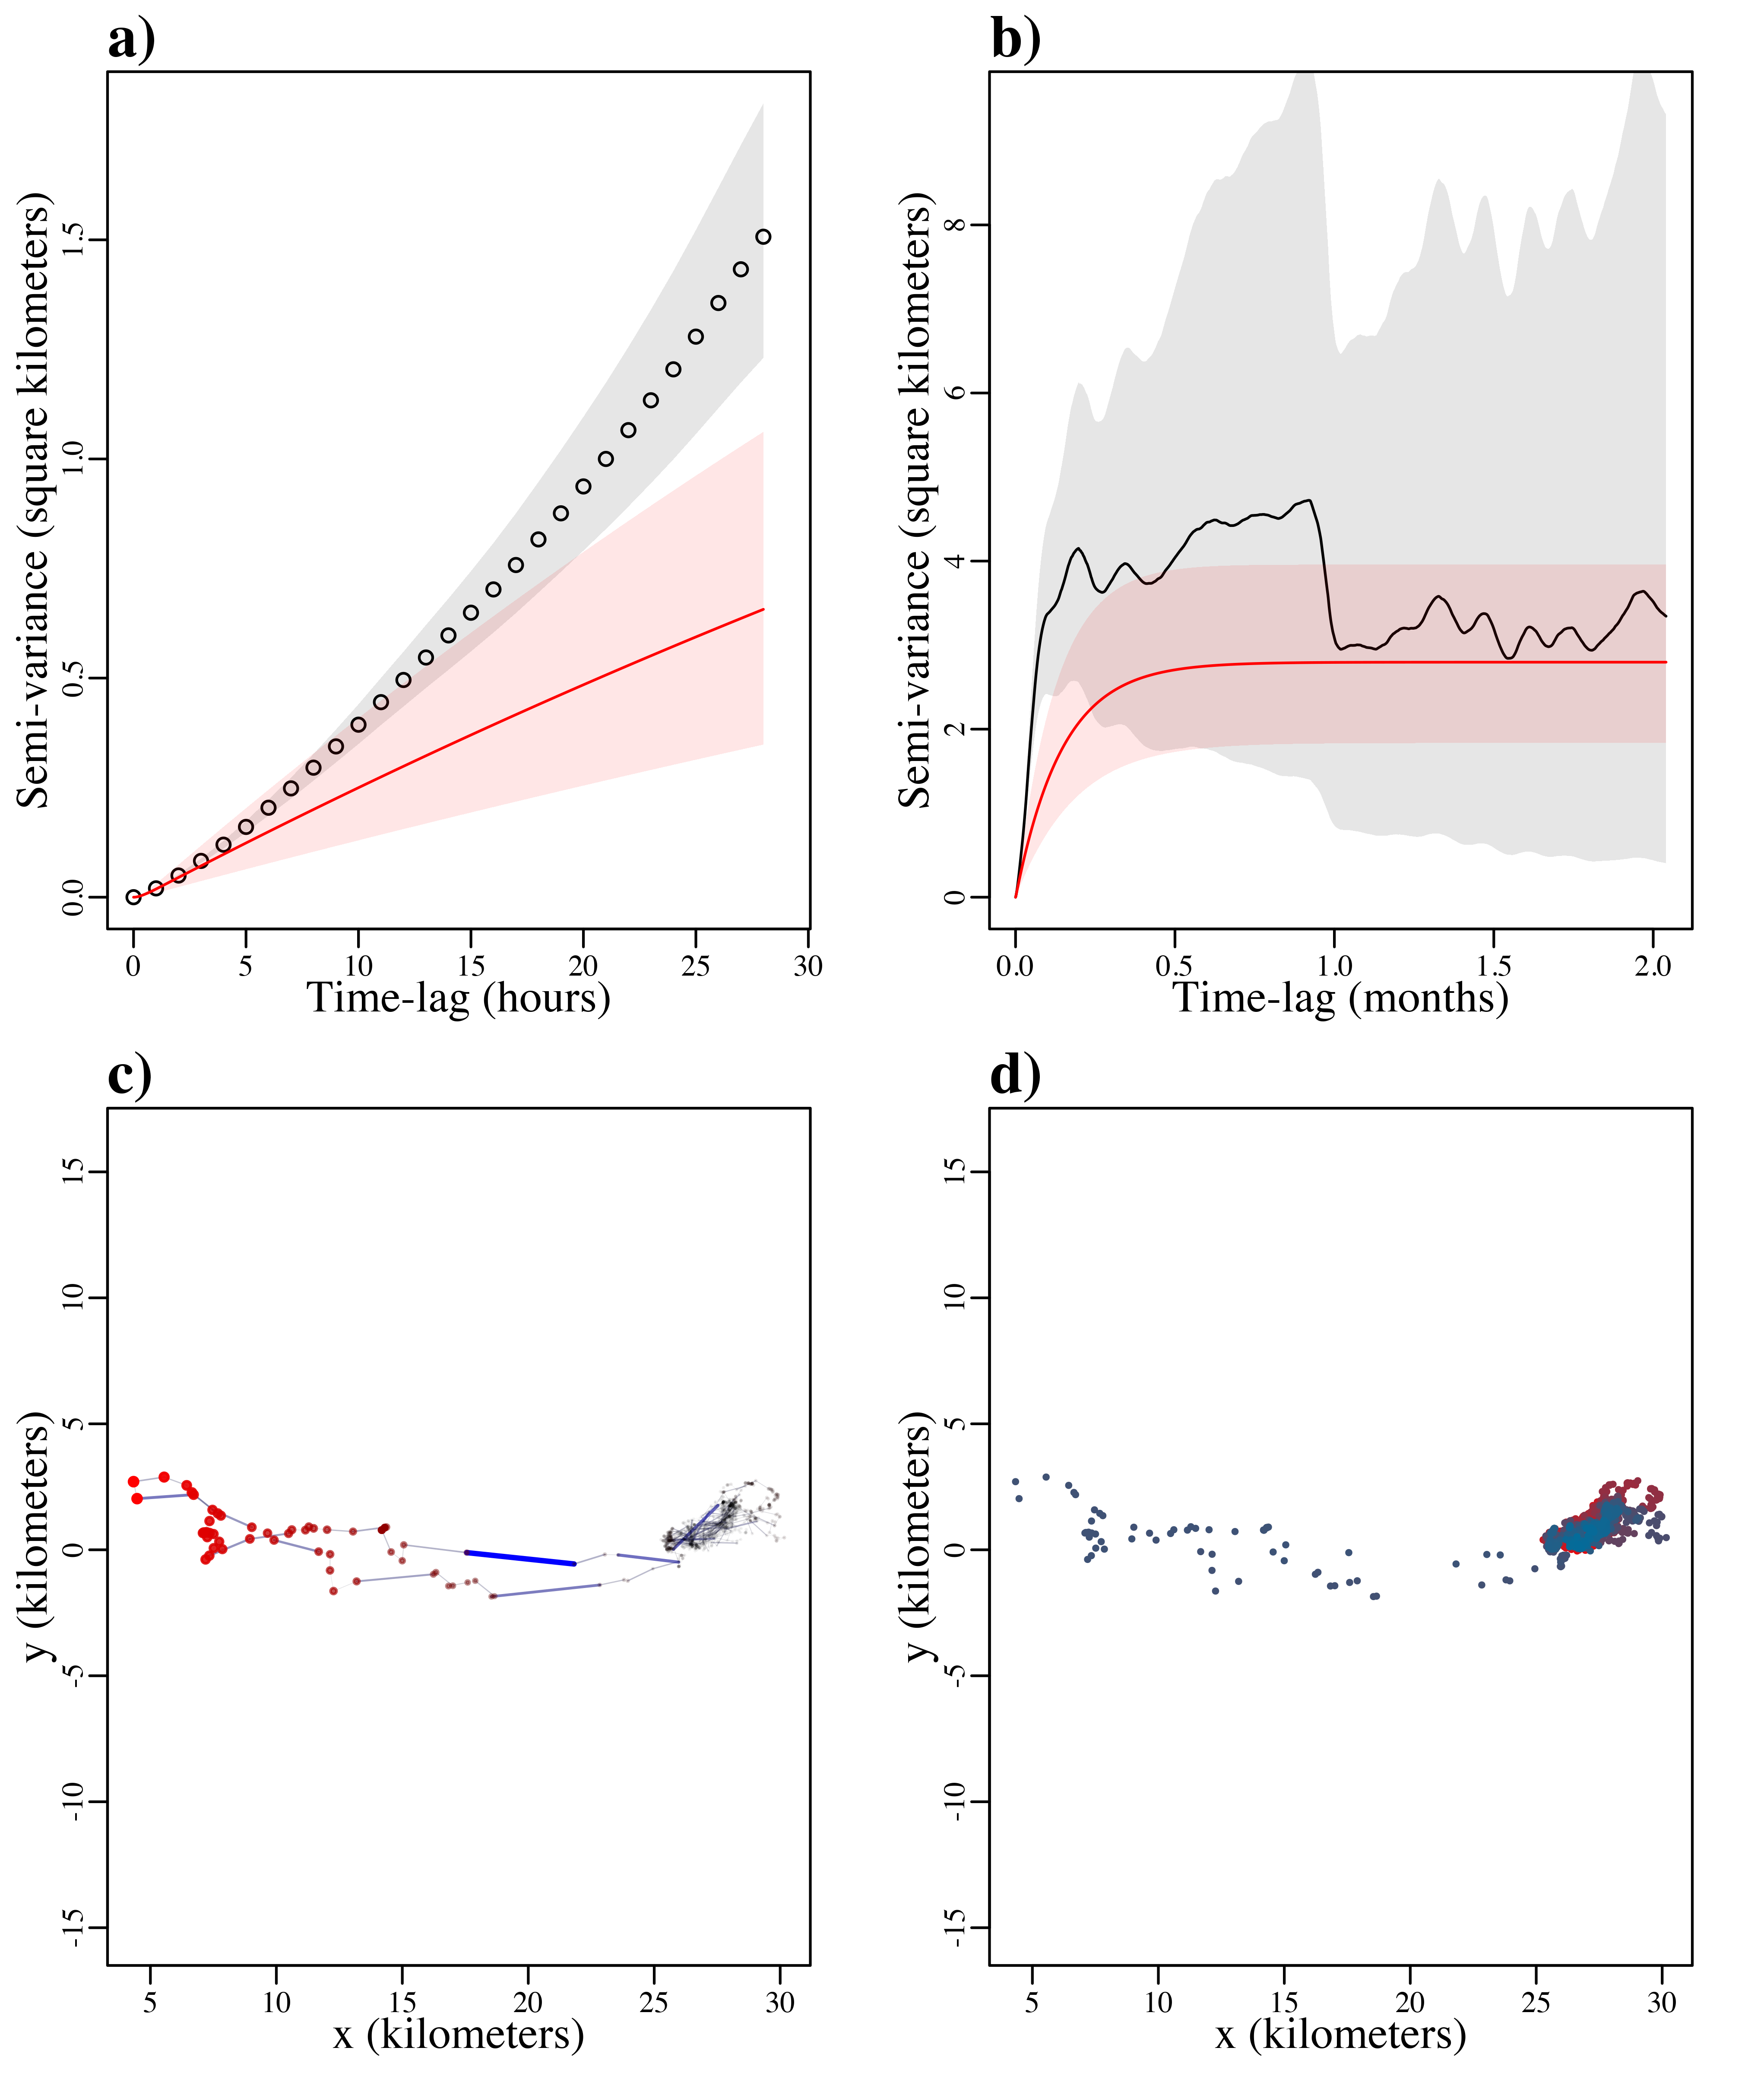 a)
Semi-variance (square kilometers)
0.0 0.5 1.0 1.5
0 5 10 15 20 25 30
Time-lag (hours)
b)
Semi-variance (square kilometers)
0 2 4 6 8
0.0 0.5 1.0 1.5 2.0
Time-lag (months)
c)
y (kilometers)
-15 -10 -5 0 5 10 15
5 10 15 20 25 30
x (kilometers)
d)
y (kilometers)
-15 -10 -5 0 5 10 15
5 10 15 20 25 30
x (kilometers)